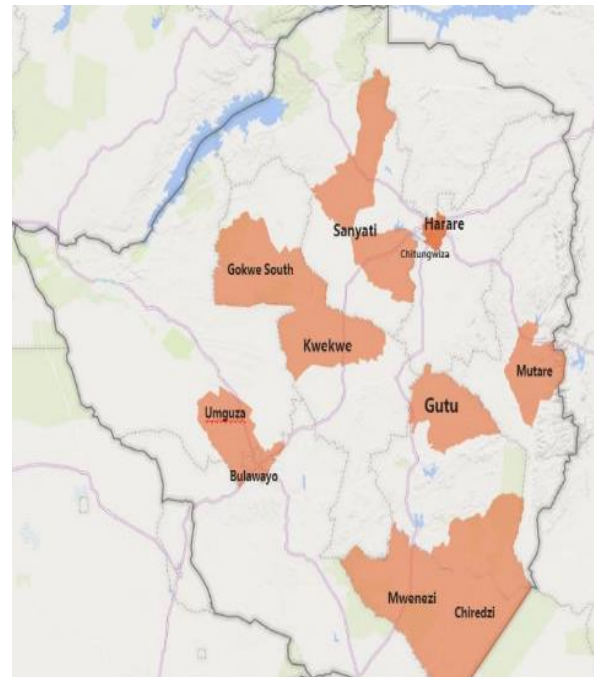 Harare
Sanyati
Chitungwiza
Gokwe South
Kwekwe
Mutare
Gutu
Umguza
Bulawayo
Mwenezi
Chiredzi